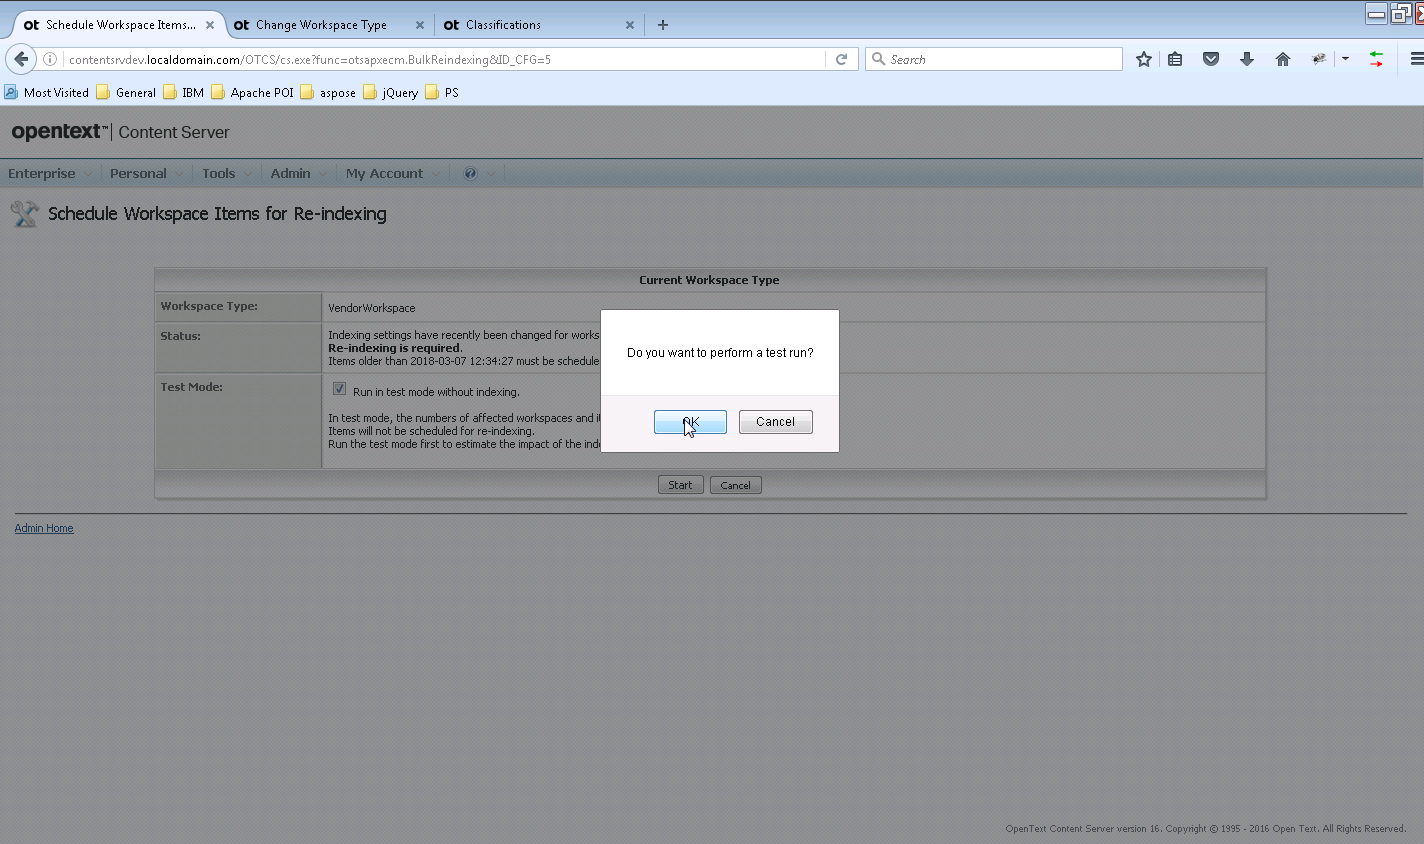 Schedule Workspace Items...
Change Workspace Type
Classifications
contentsrvdev.localdomain.com/OTCS/cs.exe?func=otsapxecm.BulkReindexing&ID_CFG=5
Search
Most Visited General IBM Apache POI aspose jQuery PS
opentext™ | Content Server
Enterprise Personal Tools Admin My Account
Schedule Workspace Items for Re-indexing
Current Workspace Type
Workspace Type: VendorWorkspace
Status: Indexing settings have recently been changed for works
Re-indexing is required.
Items older than 2018-03-07 12:34:27 must be schedule
Test Mode: Run in test mode without indexing.
In test mode, the numbers of affected workspaces and i
Items will not be scheduled for re-indexing.
Run the test mode first to estimate the impact of the ind
Do you want to perform a test run?
OK Cancel
Start Cancel
Admin Home
OpenText Content Server version 16. Copyright © 1995 - 2016 Open Text. All Rights Reserved.